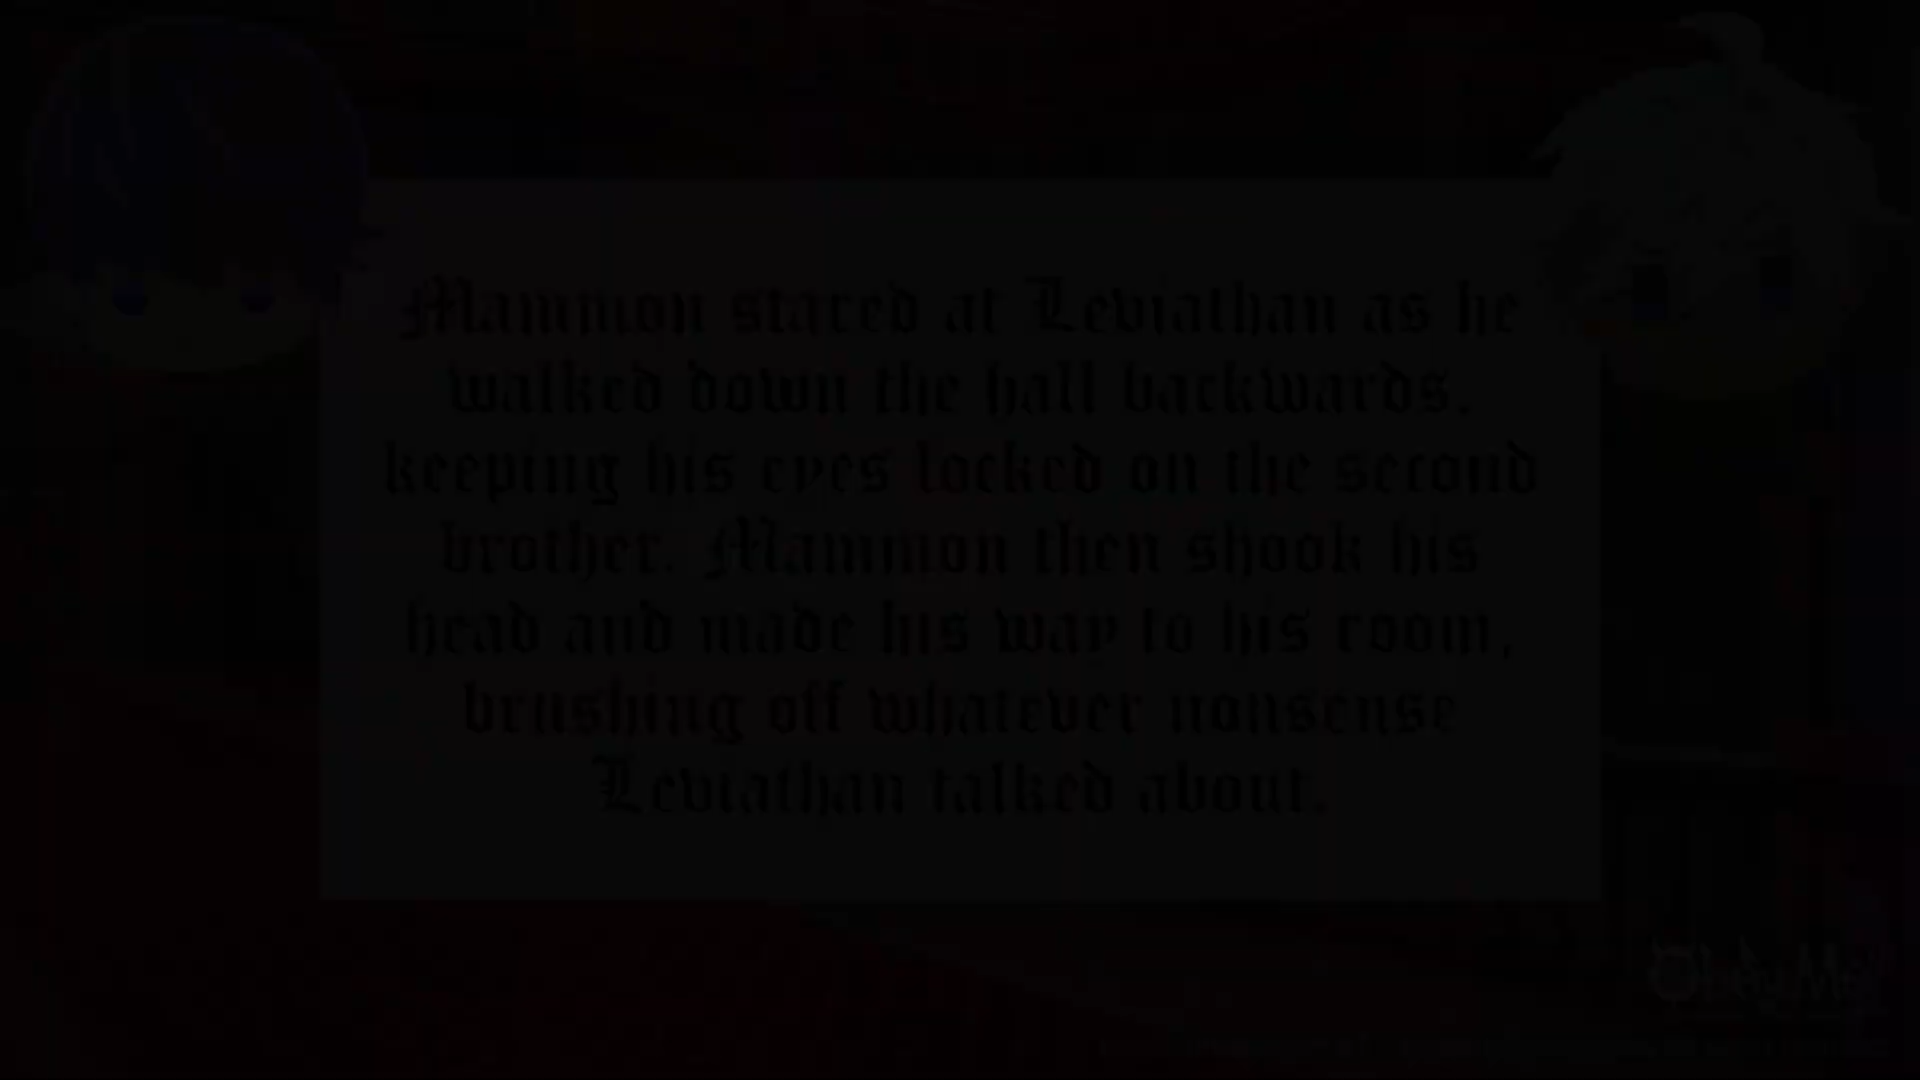 Mammon stared at Leviathan as he
walked down the hall backwards,
keeping his eyes locked on the second
brother. Mammon then shook his
head and made his way to his room,
brushing off whatever nonsense
Leviathan talked about.
Obey Me!